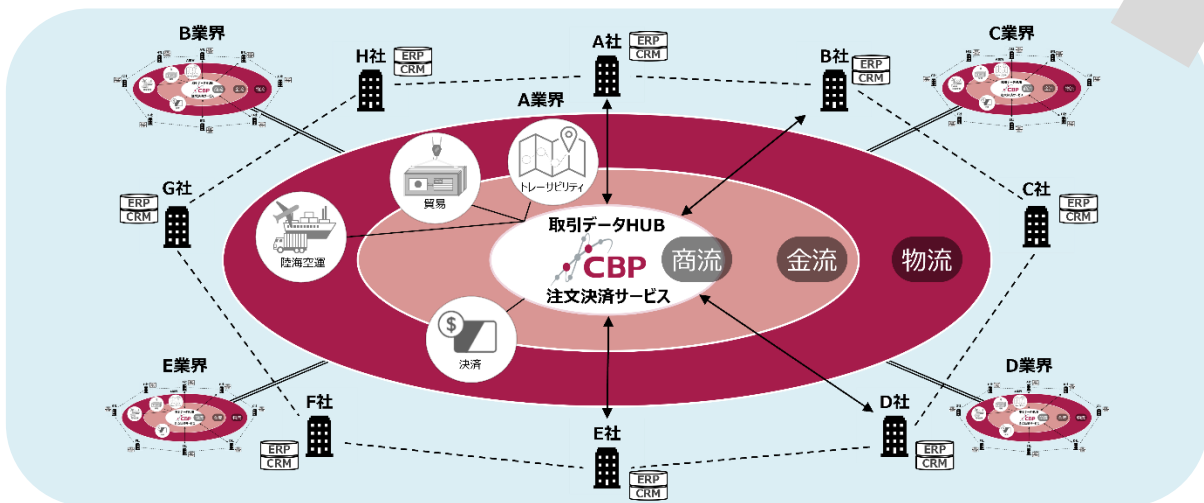 B業界
H社
ERP
CRM
A社
ERP
CRM
B社
ERP
CRM
C業界
A業界
トレーリビリティ
貿易
G社
ERP
CRM
C社
ERP
CRM
陸海空運
取引データHUB
CBP
注文決済サービス
商流
金流
物流
決済
E業界
D業界
F社
ERP
CRM
E社
ERP
CRM
D社
ERP
CRM